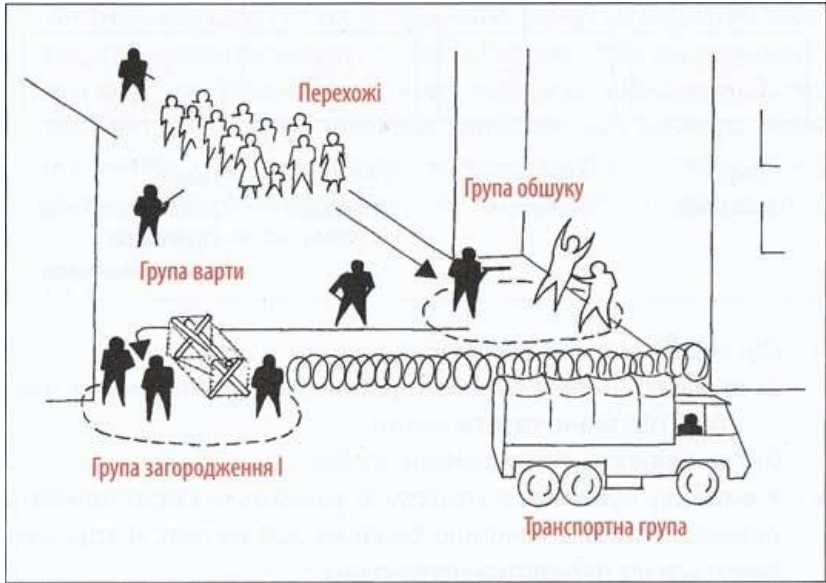 Перехожі
Група обшуку
Група варти
Група загородження І
Транспортна група